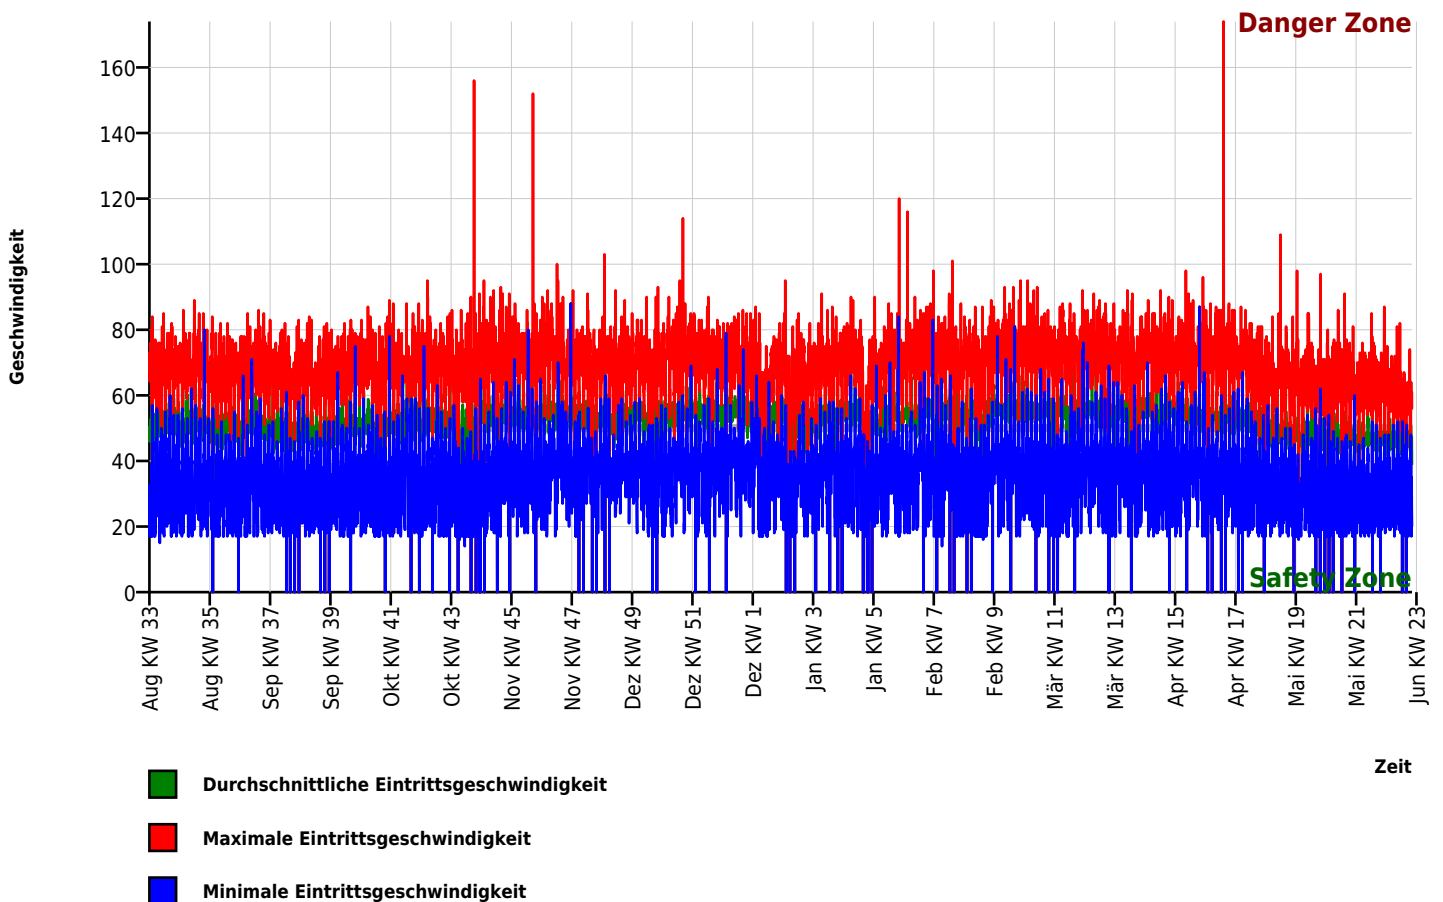 Danger Zone
160
140
120
100
80
60
40
20
0
Geschwindigkeit
Safety Zone
Aug KW 33
Aug KW 35
Sep KW 37
Sep KW 39
Okt KW 41
Okt KW 43
Nov KW 45
Nov KW 47
Dez KW 49
Dez KW 51
Dez KW 1
Jan KW 3
Jan KW 5
Feb KW 7
Feb KW 9
Mär KW 11
Mär KW 13
Apr KW 15
Apr KW 17
Mai KW 19
Mai KW 21
Jun KW 23
Zeit
Durchschnittliche Eintrittsgeschwindigkeit
Maximale Eintrittsgeschwindigkeit
Minimale Eintrittsgeschwindigkeit